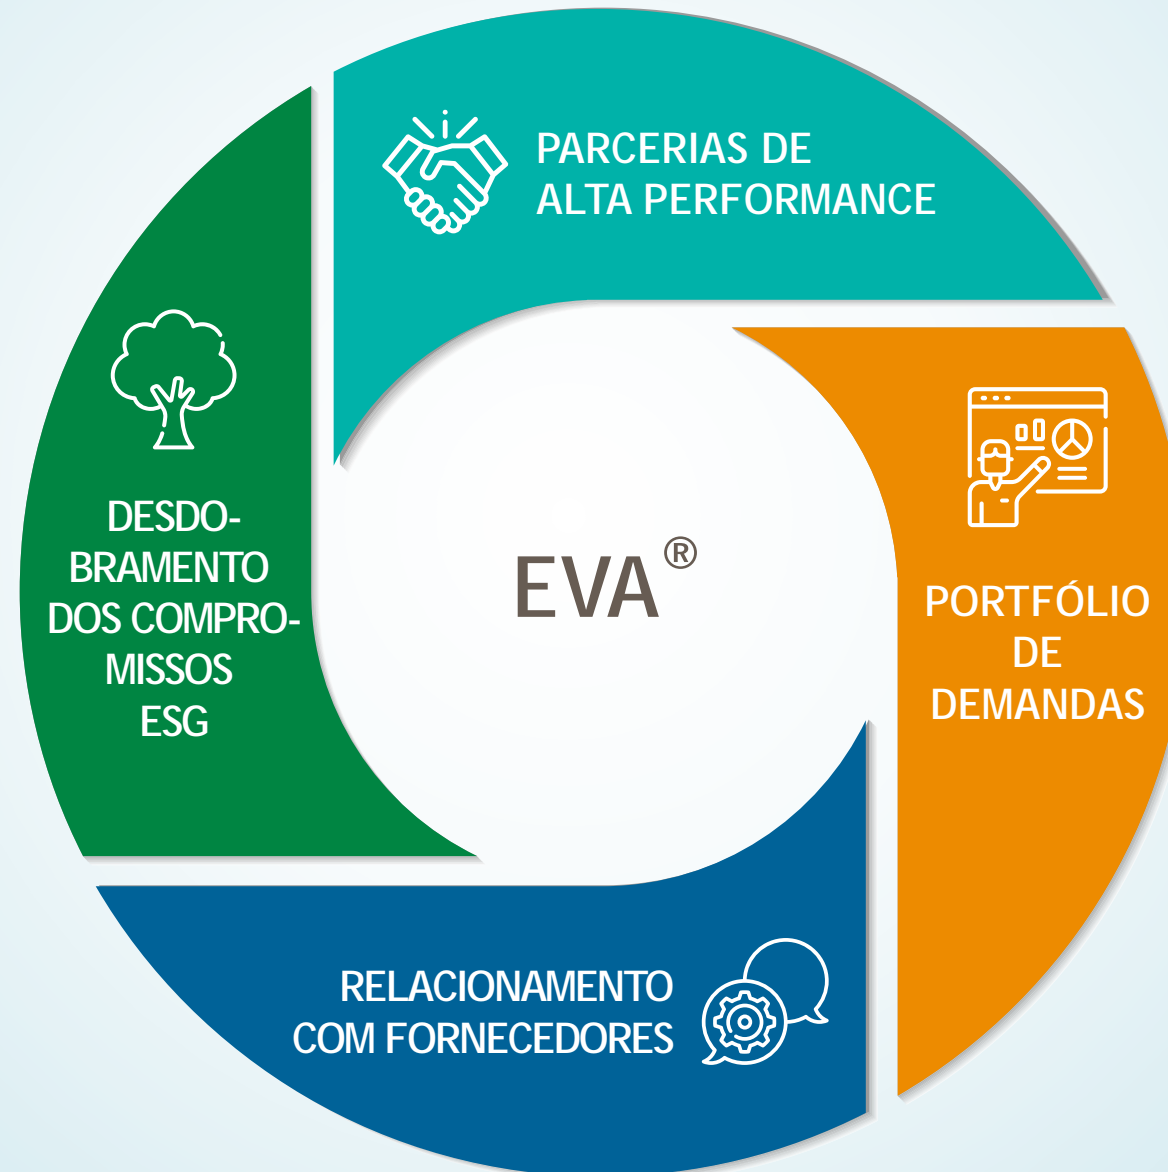 PARCERIAS DE
ALTA PERFORMANCE
PORTFÓLIO
DE
DEMANDAS
RELACIONAMENTO
COM FORNECEDORES
DESDO-
BRAMENTO
DOS COMPRO-
MISSOS
ESG
EVA®